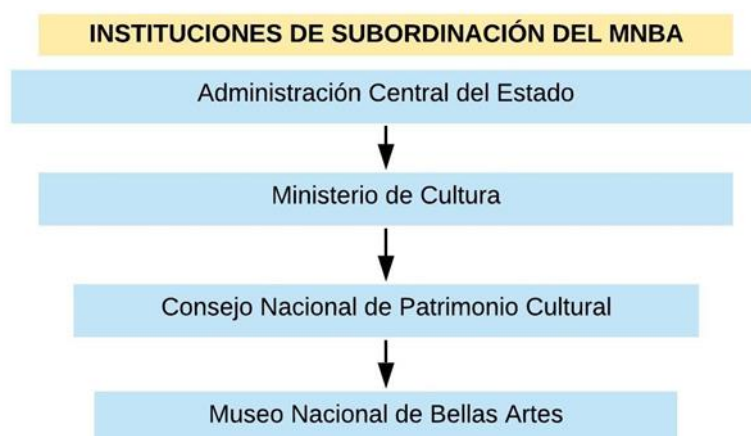 INSTITUCIONES DE SUBORDINACIÓN DEL MNBA
Administración Central del Estado
Ministerio de Cultura
Consejo Nacional de Patrimonio Cultural
Museo Nacional de Bellas Artes